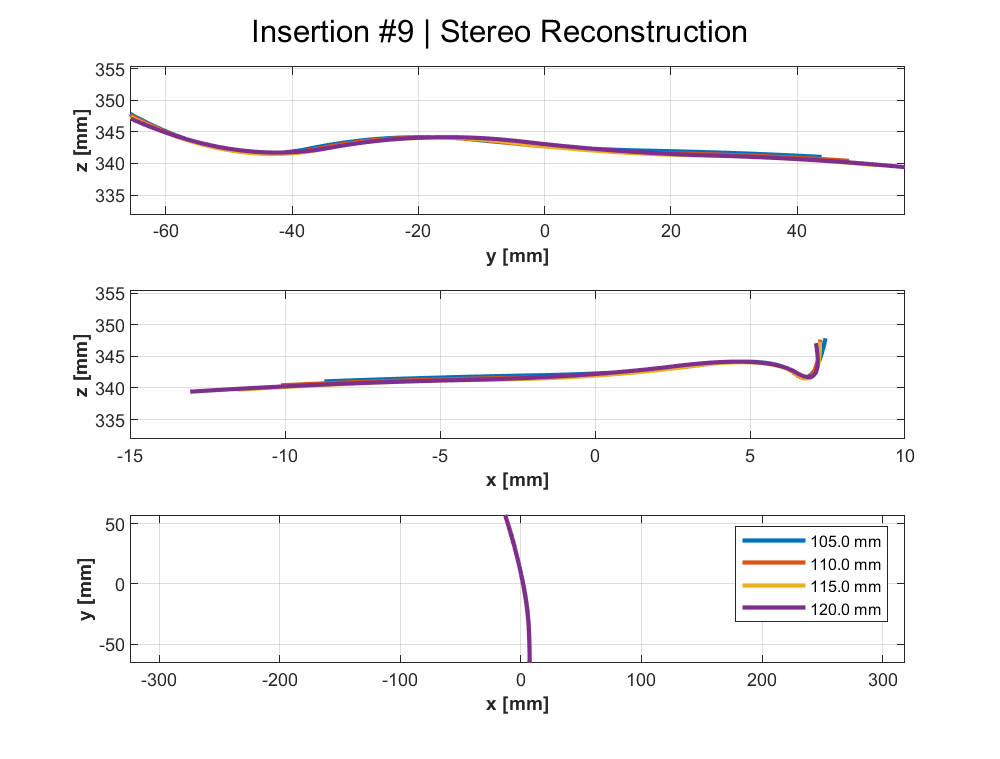 Insertion #9 | Stereo Reconstruction
355
350
345
340
335
z [mm]
-60 -40 -20 0 20 40
y [mm]
355
350
345
340
335
z [mm]
-15 -10 -5 0 5 10
x [mm]
50
0
-50
y [mm]
105.0 mm
110.0 mm
115.0 mm
120.0 mm
-300 -200 -100 0 100 200 300
x [mm]